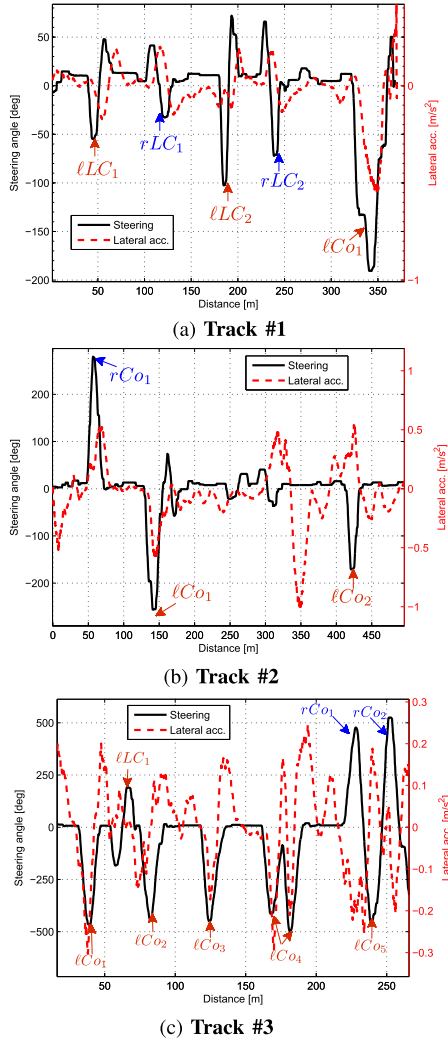 50
0
−50
−100
−150
−200
0
−1
Steering angle [deg]
Lateral acc. [m/s²]
ℓLC₁
rLC₁
ℓLC₂
rLC₂
ℓCo₁
Steering
Lateral acc.
50 100 150 200 250 300 350
Distance [m]
(a) Track #1
200
100
0
−100
−200
1
0.5
0
−0.5
−1
Steering angle [deg]
Lateral acc. [m/s²]
Steering
Lateral acc.
rCo₁
ℓCo₁
ℓCo₂
0 50 100 150 200 250 300 350 400 450
Distance [m]
(b) Track #2
500
250
0
−250
−500
0.3
0.2
0.1
0
−0.1
−0.2
−0.3
Steering angle [deg]
Lateral acc. [m/s²]
Steering
Lateral acc.
rCo₁
rCo₂
ℓLC₁
ℓCo₁
ℓCo₂
ℓCo₃
ℓCo₄
ℓCo₅
50 100 150 200 250
Distance [m]
(c) Track #3